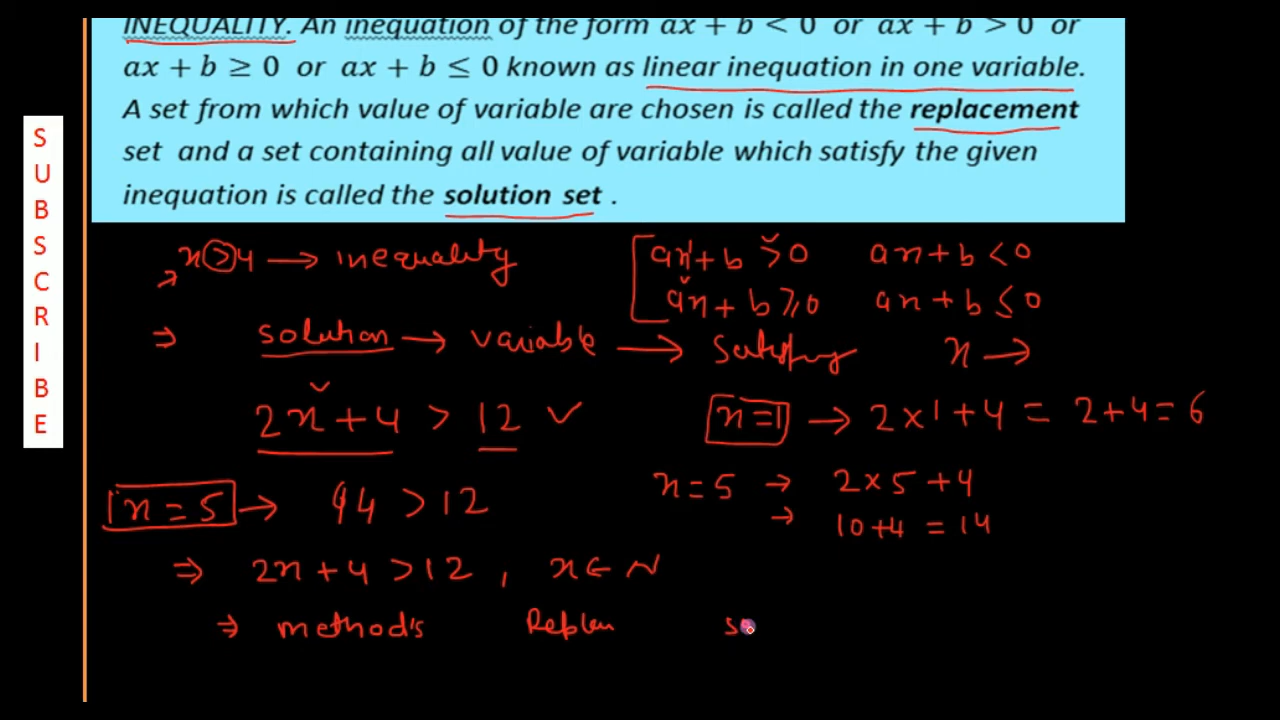 INEQUALITY. An inequation of the form ax + b < 0 or ax + b > 0 or
ax + b ≥ 0 or ax + b ≤ 0 known as linear inequation in one variable.
A set from which value of variable are chosen is called the replacement
set and a set containing all value of variable which satisfy the given
inequation is called the solution set .
SUBSCRIBE
x > 4 → inequality
ax + b > 0 ax + b < 0
ax + b ≥ 0 ax + b ≤ 0
⇒ solution → variable → Satisfying x →
2x + 4 > 12 ✓
x = 1 → 2 × 1 + 4 = 2 + 4 = 6
x = 5 → 14 > 12
x = 5 → 2 × 5 + 4
→ 10 + 4 = 14
⇒ 2x + 4 > 12 , x ∈ N
⇒ method's Replen